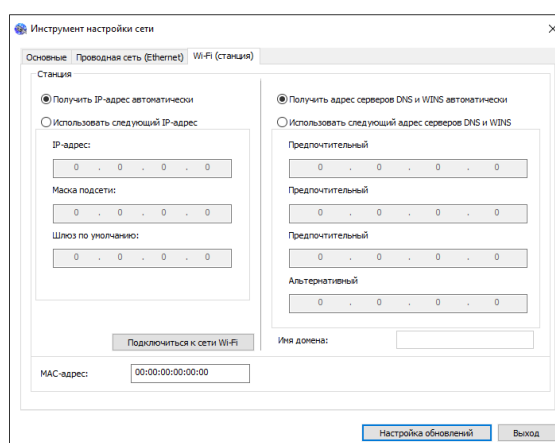 Инструмент настройки сети
Основные Проводная сеть (Ethernet) Wi-Fi (станция)
Станция
Получить IP-адрес автоматически
Использовать следующий IP-адрес
IP-адрес:
0 . 0 . 0 . 0
Маска подсети:
0 . 0 . 0 . 0
Шлюз по умолчанию:
0 . 0 . 0 . 0
Подключиться к сети Wi-Fi
Получить адрес серверов DNS и WINS автоматически
Использовать следующий адрес серверов DNS и WINS
Предпочтительный
0 . 0 . 0 . 0
Предпочтительный
0 . 0 . 0 . 0
Предпочтительный
0 . 0 . 0 . 0
Альтернативный
0 . 0 . 0 . 0
Имя домена:
MAC-адрес: 00:00:00:00:00:00
Настройка обновлений Выход